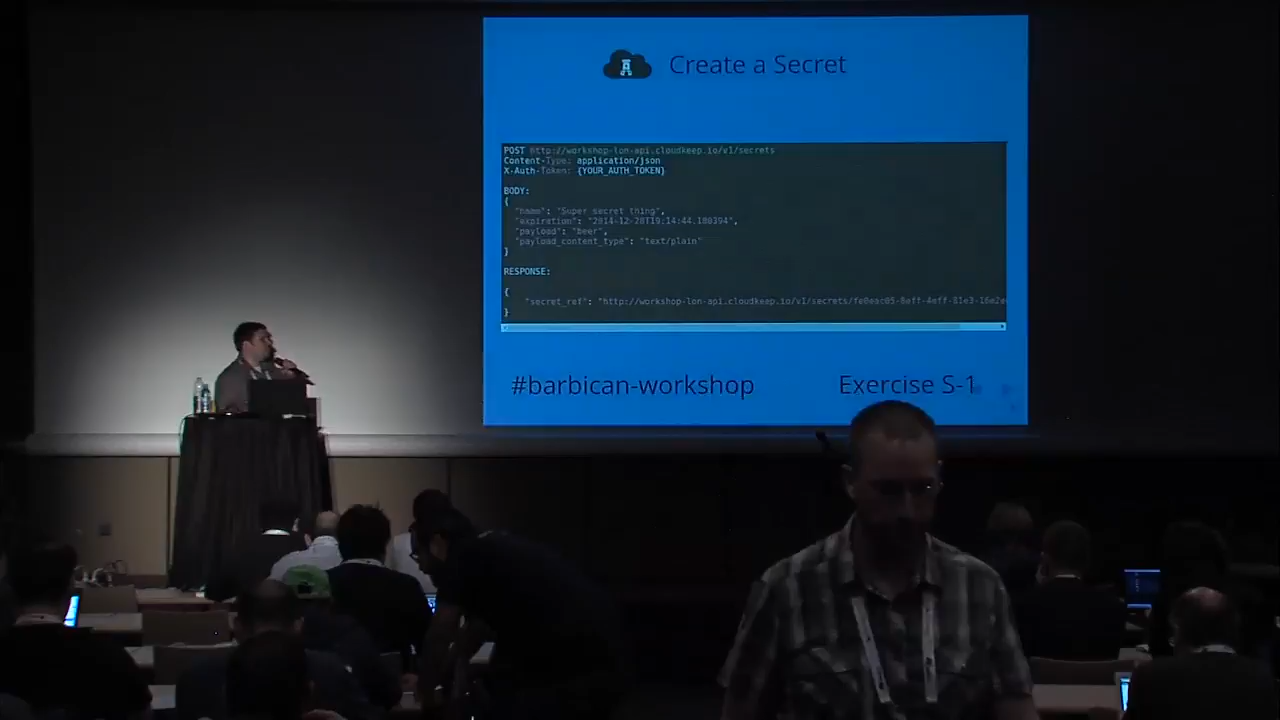 Create a Secret
POST http://workshop-lon-api.cloudkeep.io/v1/secrets
Content-Type: application/json
X-Auth-Token: {YOUR_AUTH_TOKEN}
BODY:
{
"name": "Super secret thing",
"expiration": "2014-12-28T19:14:44.180394",
"payload": "beer",
"payload_content_type": "text/plain"
}
RESPONSE:
{
"secret_ref": "http://workshop-lon-api.cloudkeep.io/v1/secrets/
}
#barbican-workshop
Exercise S-1